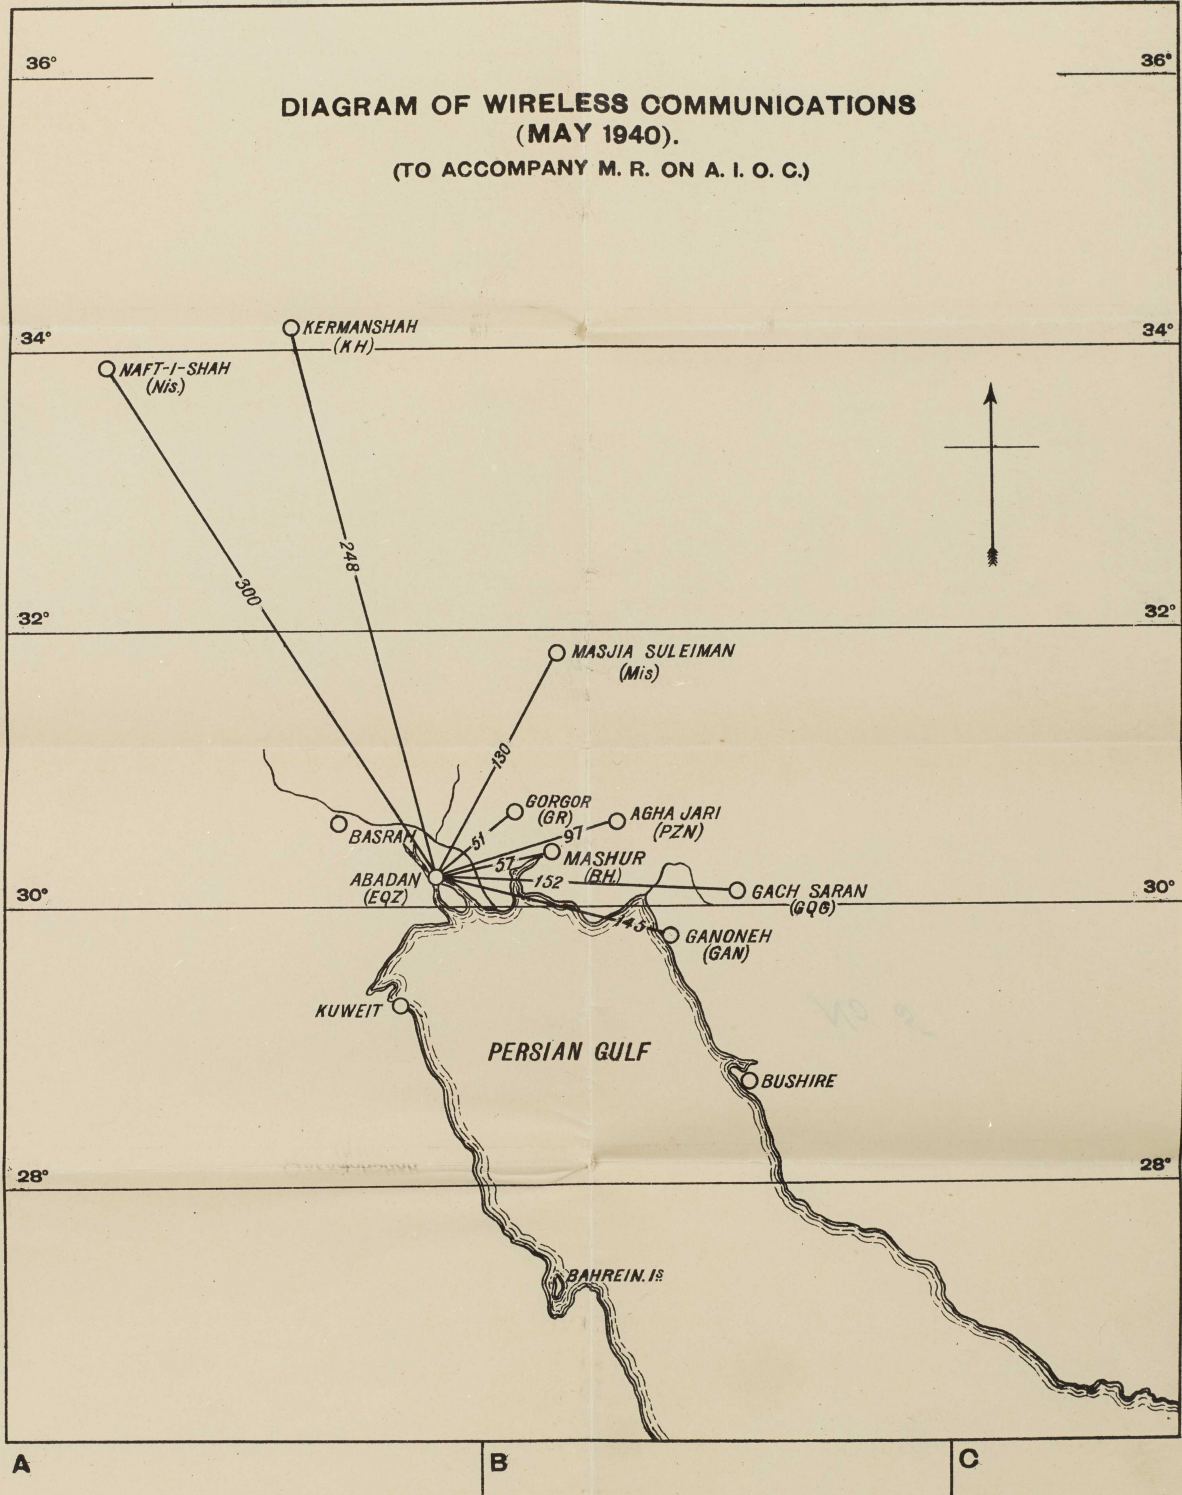 36°
36°
DIAGRAM OF WIRELESS COMMUNICATIONS
(MAY 1940).
(TO ACCOMPANY M. R. ON A. I. O. C.)
KERMANSHAH
(KH)
34°
34°
NAFT-I-SHAH
(Nis.)
248
300
32°
32°
MASJIA SULEIMAN
(Mis)
130
GORGOR
(GR)
AGHA JARI
(PZN)
BASRAH
51
97
MASHUR
(BH.)
57
ABADAN
(EQZ)
152
30°
30°
GACH SARAN
(GQG)
145
GANONEH
(GAN)
KUWEIT
PERSIAN GULF
BUSHIRE
28°
28°
BAHREIN. Is
A
B
C